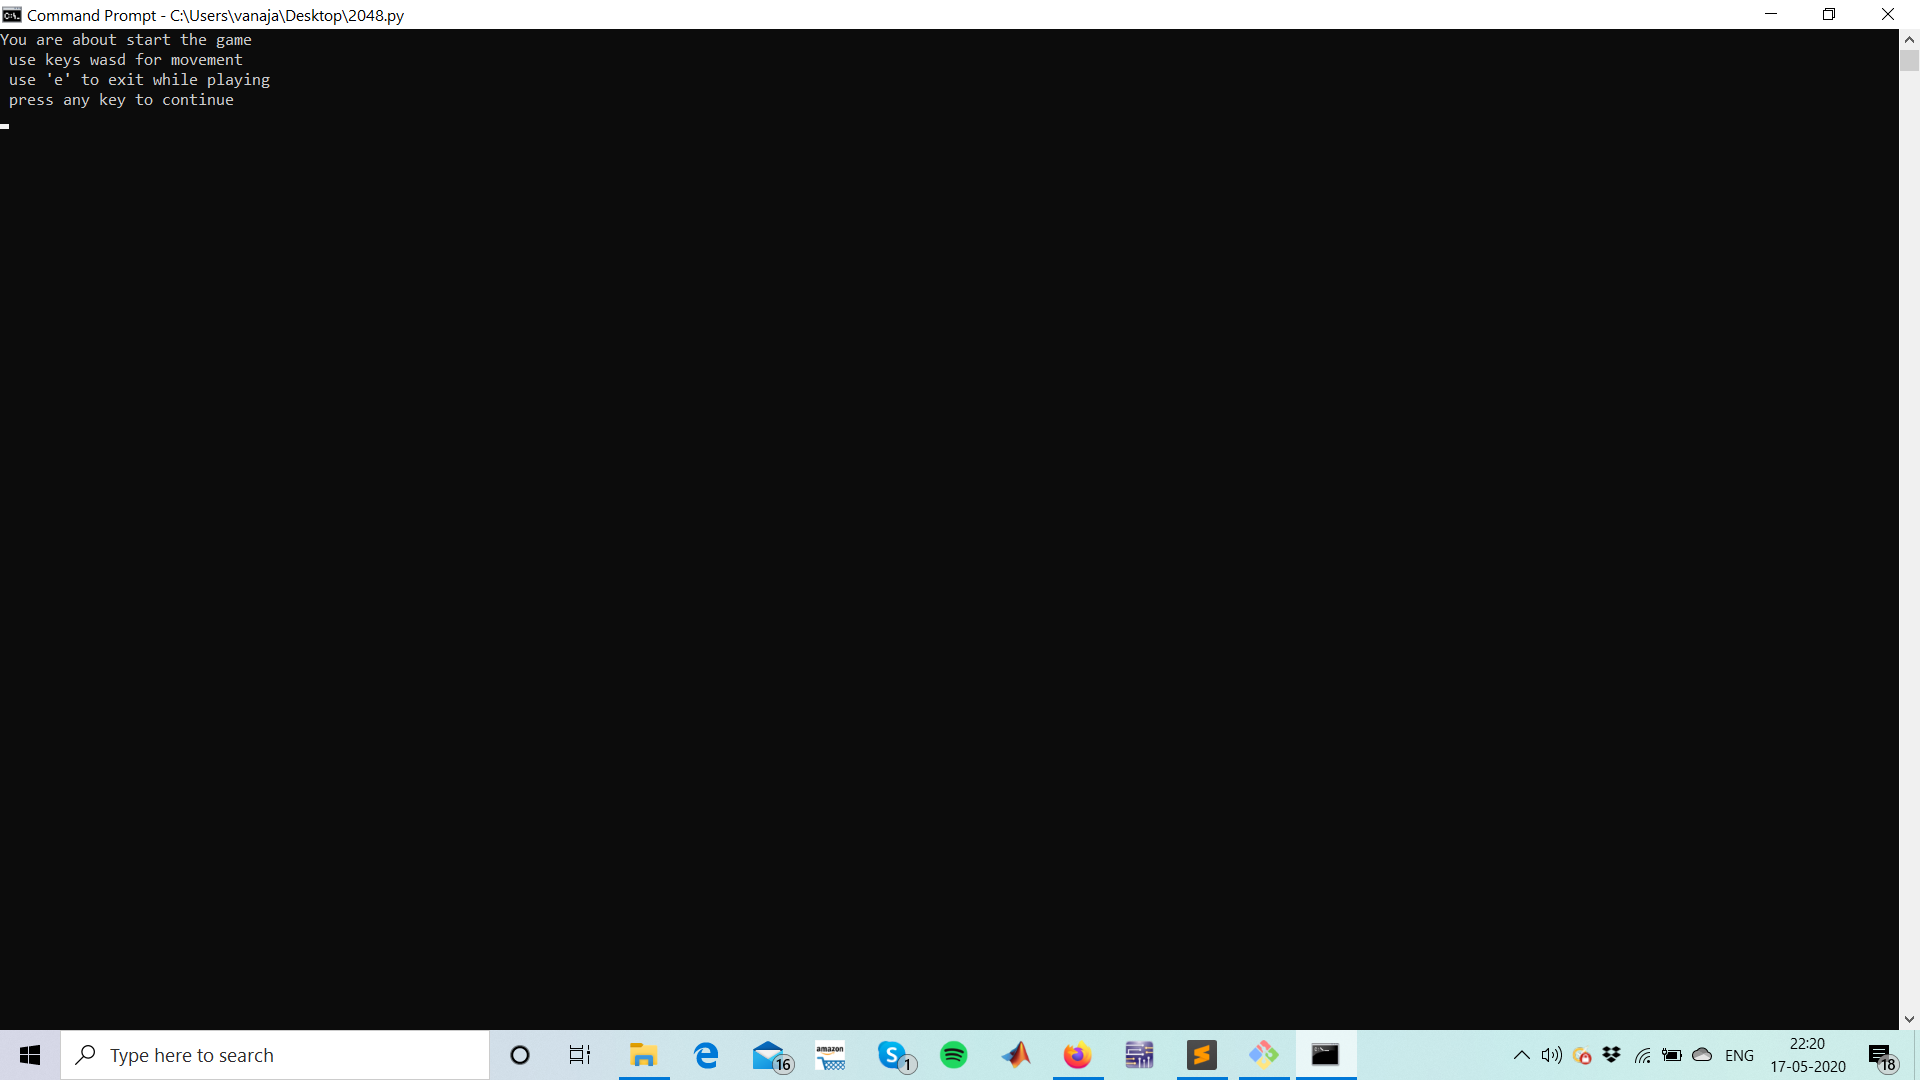 Command Prompt - C:\Users\vanaja\Desktop\2048.py
You are about start the game
use keys wasd for movement
use 'e' to exit while playing
press any key to continue
Type here to search
16
amazon
1
ENG
22:20
17-05-2020
18